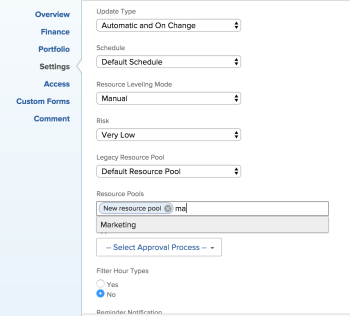 Overview
Finance
Portfolio
Settings
Access
Custom Forms
Comment
Update Type
Automatic and On Change
Schedule
Default Schedule
Resource Leveling Mode
Manual
Risk
Very Low
Legacy Resource Pool
Default Resource Pool
Resource Pools
New resource pool ma
Marketing
-- Select Approval Process --
Filter Hour Types
Yes
No
Reminder Notification